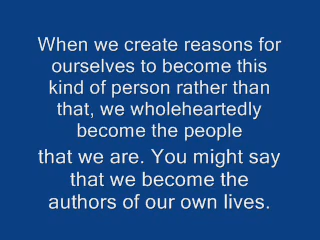 When we create reasons for
ourselves to become this
kind of person rather than
that, we wholeheartedly
become the people
that we are. You might say
that we become the
authors of our own lives.